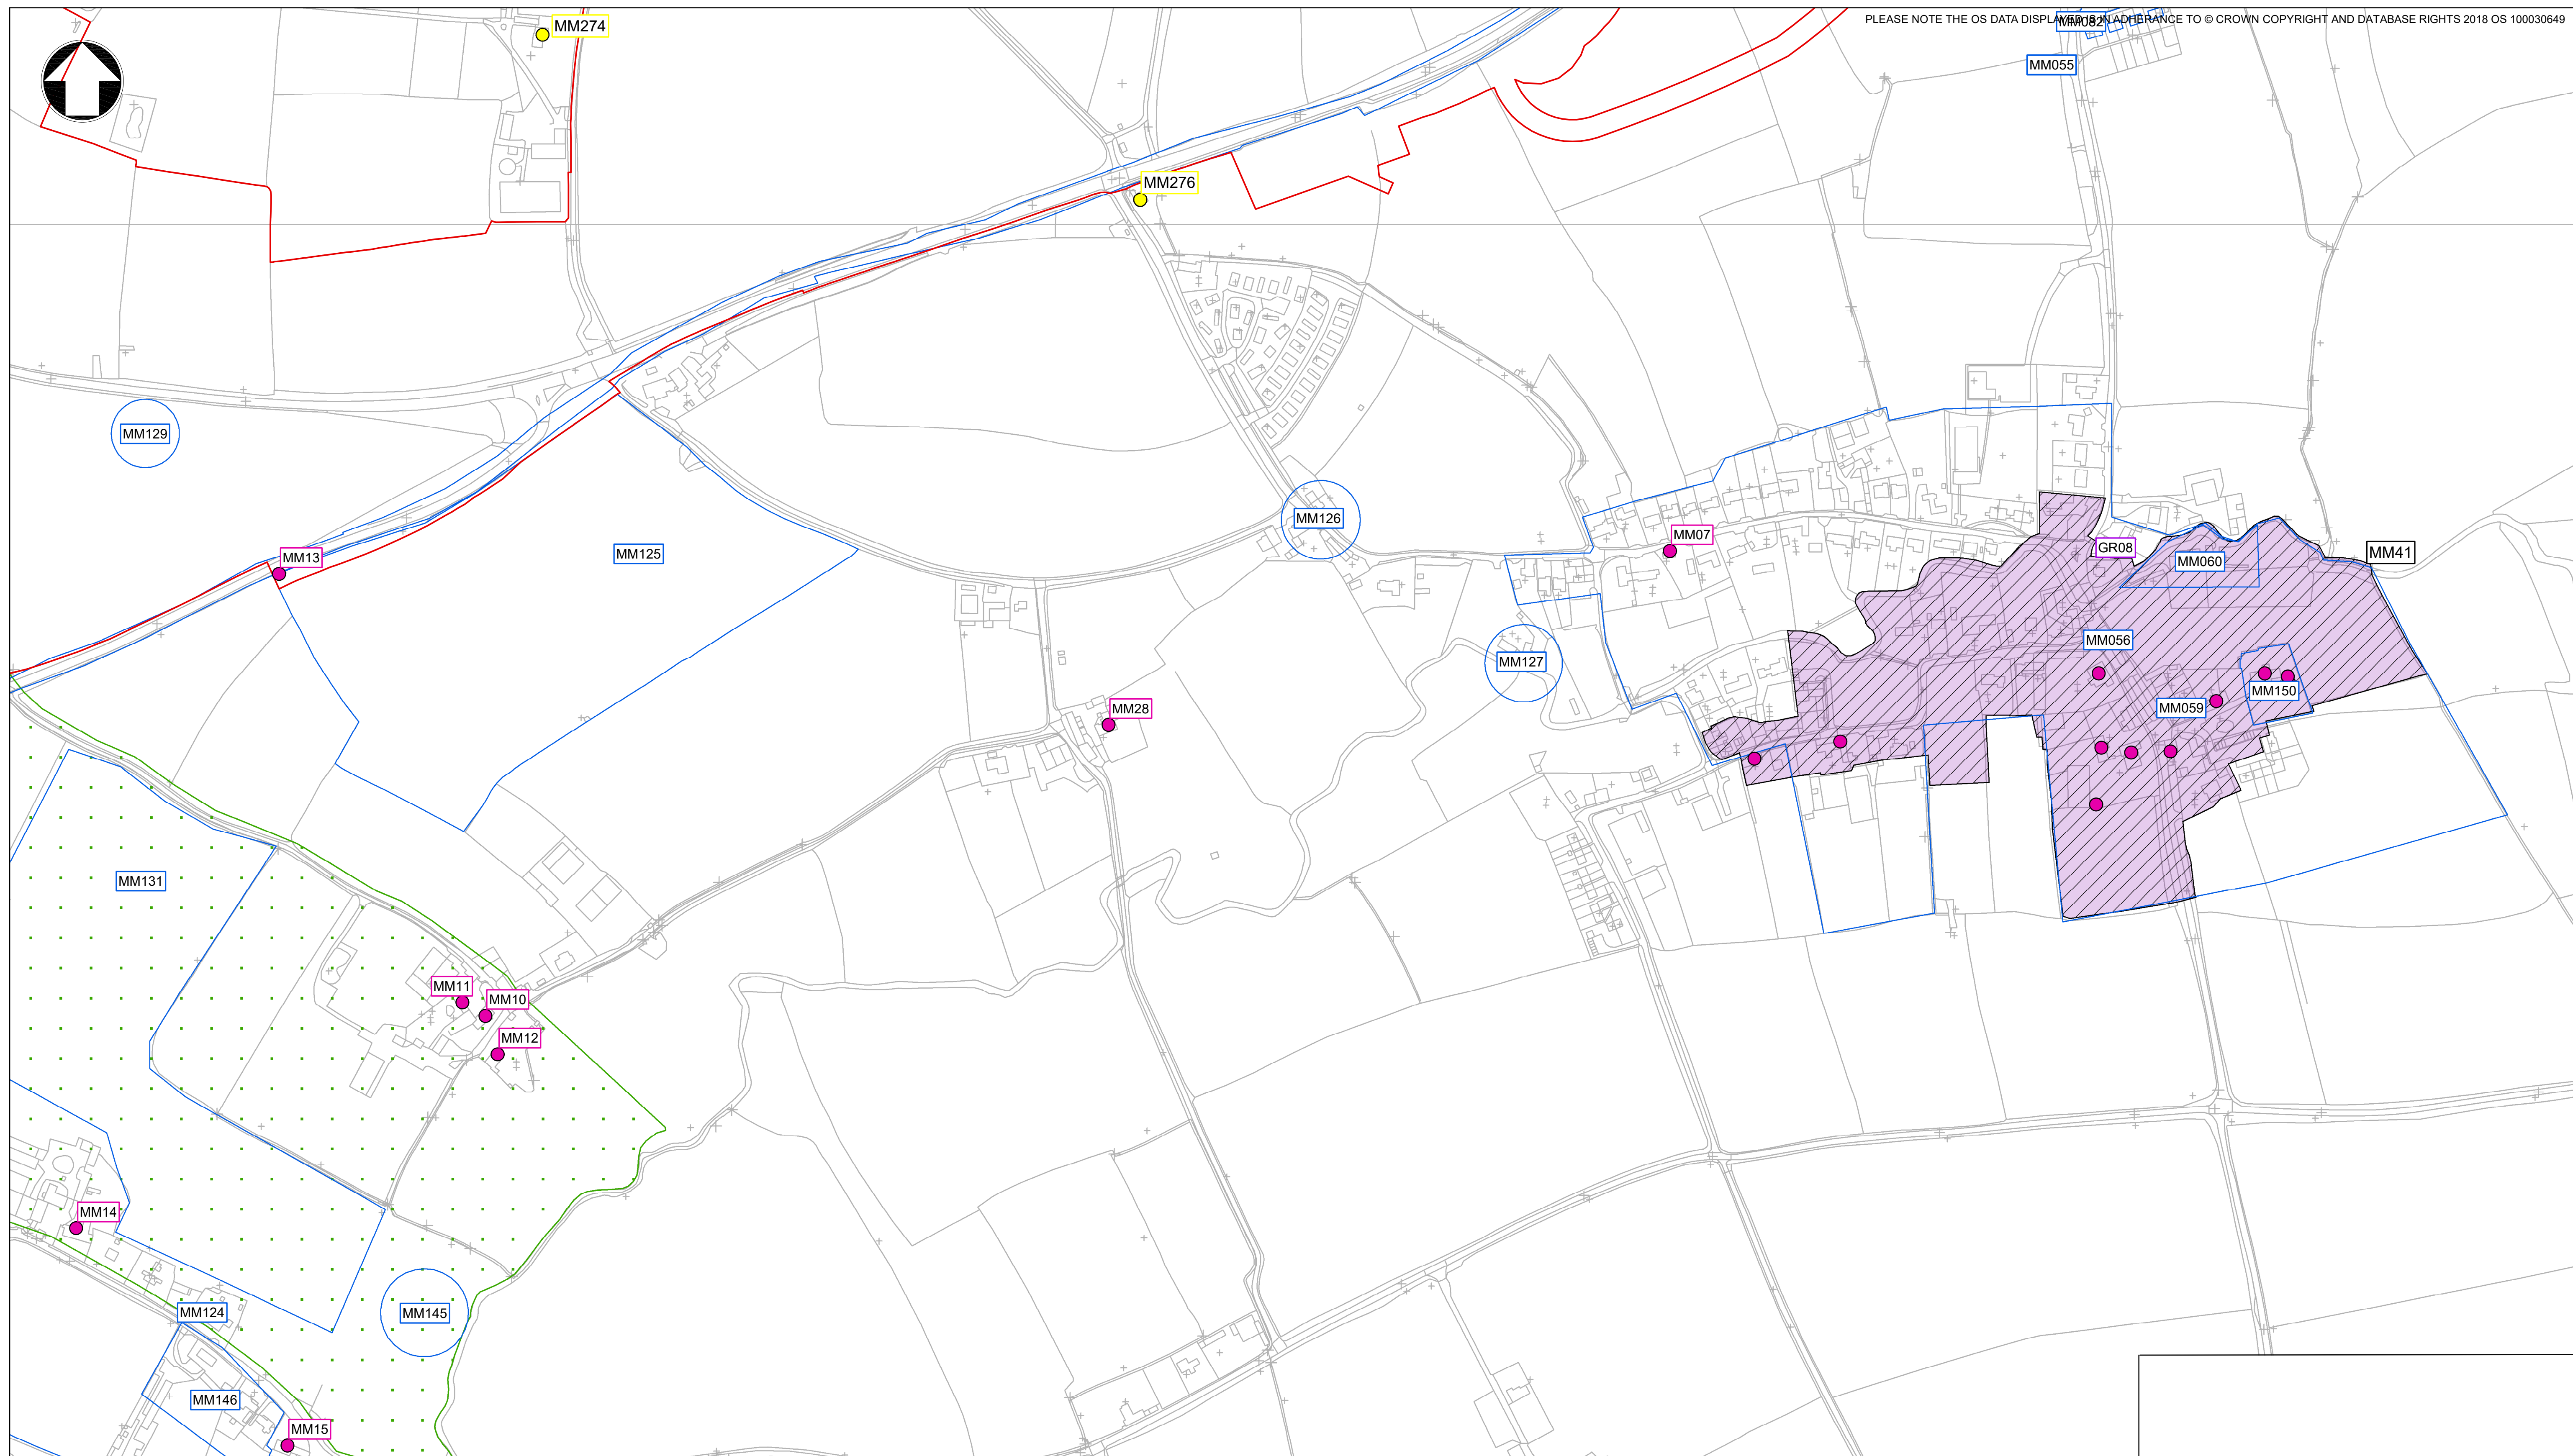 MM274
PLEASE NOTE THE OS DATA DISPLAYED IS IN ADHERANCE TO © CROWN COPYRIGHT AND DATABASE RIGHTS 2018 OS 100030649
MM082
MM055
MM276
MM129
MM126
MM07
MM13
MM125
GR08
MM060
MM41
MM056
MM127
MM150
MM059
MM28
MM131
MM11
MM10
MM12
MM14
MM124
MM145
MM146
MM15